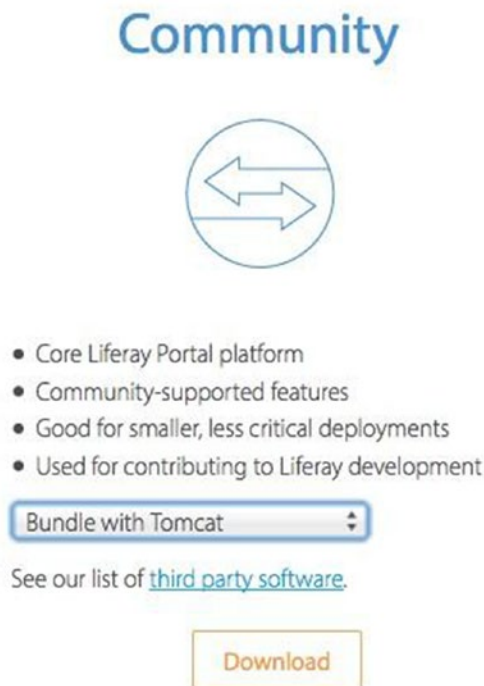 Community
• Core Liferay Portal platform
• Community-supported features
• Good for smaller, less critical deployments
• Used for contributing to Liferay development
Bundle with Tomcat
See our list of third party software.
Download